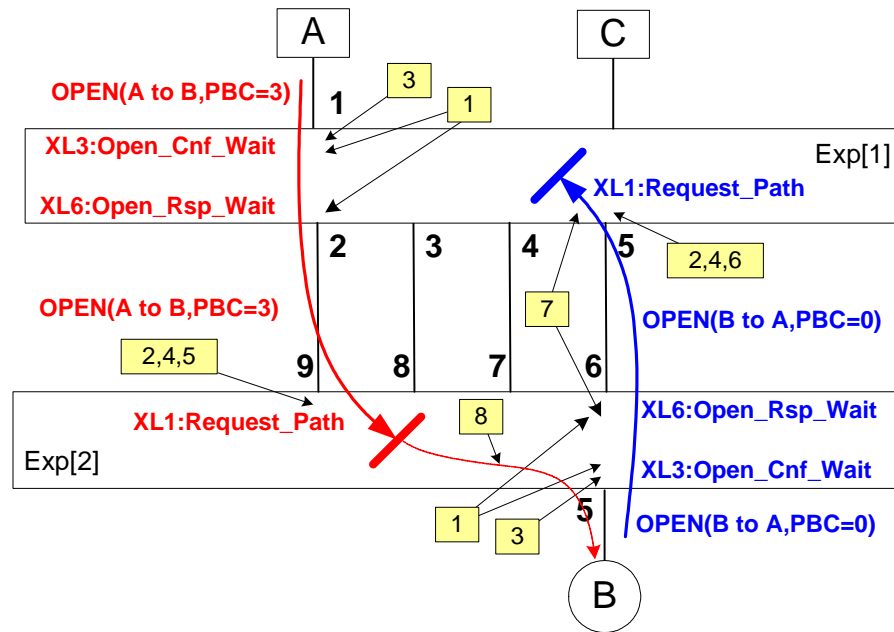 A
C
OPEN(A to B,PBC=3)
1
3
1
XL3:Open_Cnf_Wait
Exp[1]
XL1:Request_Path
XL6:Open_Rsp_Wait
2
3
4
5
2,4,6
OPEN(A to B,PBC=3)
7
OPEN(B to A,PBC=0)
2,4,5
9
8
7
6
XL1:Request_Path
8
XL6:Open_Rsp_Wait
Exp[2]
XL3:Open_Cnf_Wait
1
3
5
OPEN(B to A,PBC=0)
B